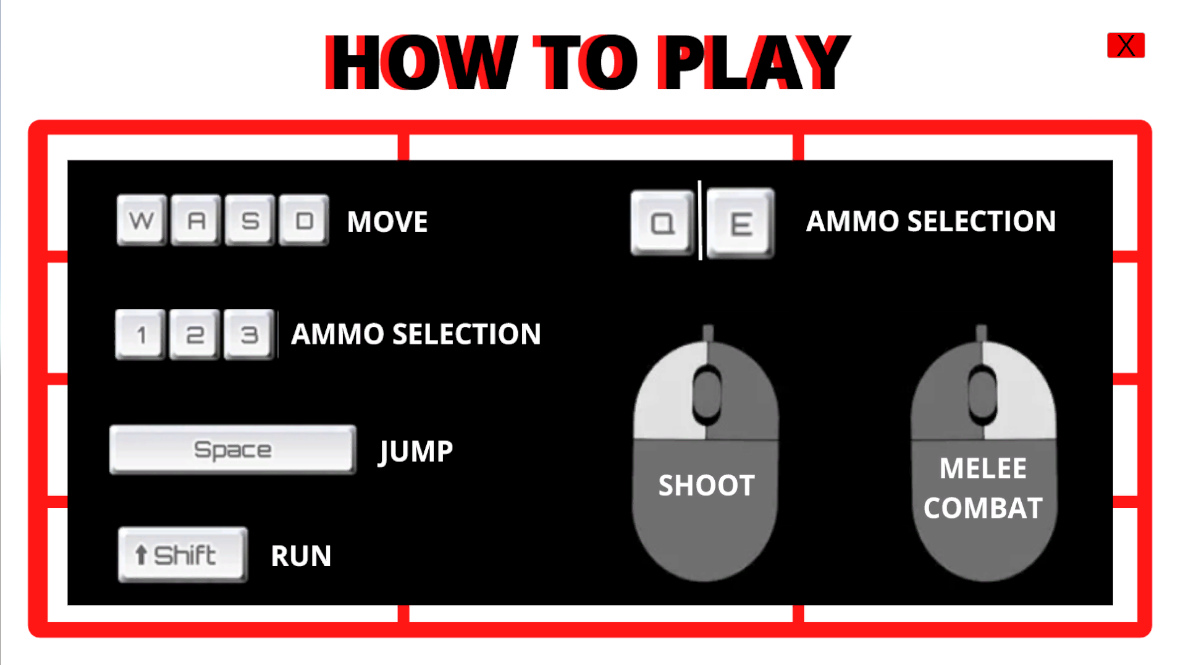 HOW TO PLAY
X
W A S D MOVE
Q E AMMO SELECTION
1 2 3 AMMO SELECTION
Space JUMP
Shift RUN
SHOOT
MELEE
COMBAT